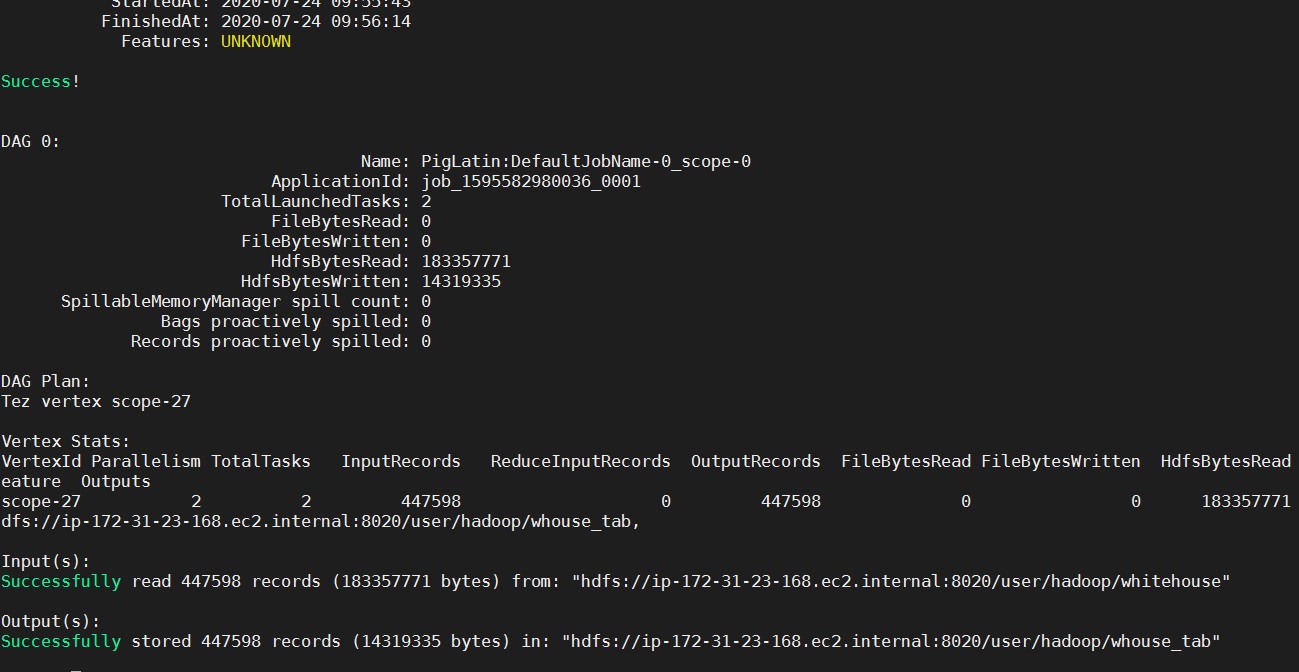 StartedAt: 2020-07-24 09:55:43
FinishedAt: 2020-07-24 09:56:14
Features: UNKNOWN
Success!
DAG 0:
Name: PigLatin:DefaultJobName-0_scope-0
ApplicationId: job_1595582980036_0001
TotalLaunchedTasks: 2
FileBytesRead: 0
FileBytesWritten: 0
HdfsBytesRead: 183357771
HdfsBytesWritten: 14319335
SpillableMemoryManager spill count: 0
Bags proactively spilled: 0
Records proactively spilled: 0
DAG Plan:
Tez vertex scope-27
Vertex Stats:
VertexId Parallelism TotalTasks   InputRecords   ReduceInputRecords  OutputRecords  FileBytesRead FileBytesWritten  HdfsBytesRead
eature  Outputs
scope-27           2          2         447598                    0         447598              0                0      183357771
dfs://ip-172-31-23-168.ec2.internal:8020/user/hadoop/whouse_tab,
Input(s):
Successfully read 447598 records (183357771 bytes) from: "hdfs://ip-172-31-23-168.ec2.internal:8020/user/hadoop/whitehouse"
Output(s):
Successfully stored 447598 records (14319335 bytes) in: "hdfs://ip-172-31-23-168.ec2.internal:8020/user/hadoop/whouse_tab"